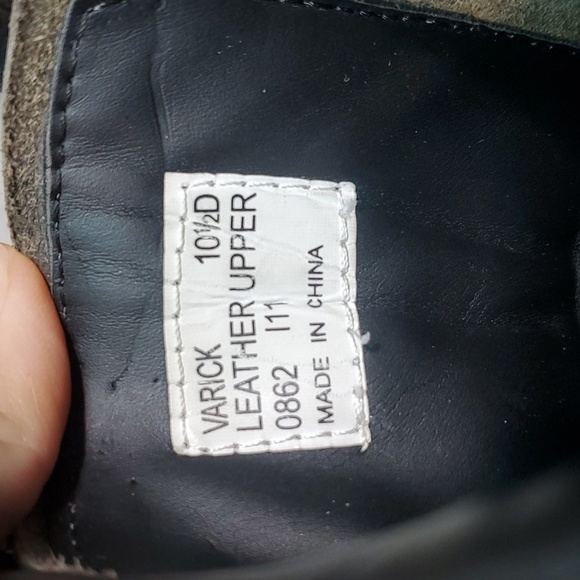 VARICK 10½D
LEATHER UPPER
0862 I11
MADE IN CHINA